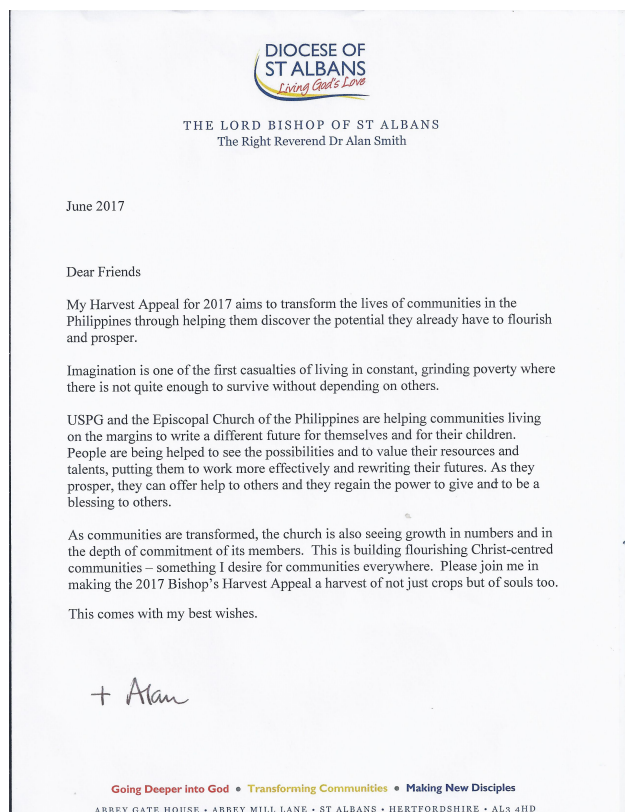 DIOCESE OF
ST ALBANS
Living God's Love
THE LORD BISHOP OF ST ALBANS
The Right Reverend Dr Alan Smith
June 2017
Dear Friends
My Harvest Appeal for 2017 aims to transform the lives of communities in the
Philippines through helping them discover the potential they already have to flourish
and prosper.
Imagination is one of the first casualties of living in constant, grinding poverty where
there is not quite enough to survive without depending on others.
USPG and the Episcopal Church of the Philippines are helping communities living
on the margins to write a different future for themselves and for their children.
People are being helped to see the possibilities and to value their resources and
talents, putting them to work more effectively and rewriting their futures. As they
prosper, they can offer help to others and they regain the power to give and to be a
blessing to others.
As communities are transformed, the church is also seeing growth in numbers and in
the depth of commitment of its members. This is building flourishing Christ-centred
communities – something I desire for communities everywhere. Please join me in
making the 2017 Bishop's Harvest Appeal a harvest of not just crops but of souls too.
This comes with my best wishes.
+ Alan
Going Deeper into God • Transforming Communities • Making New Disciples
ABBEY GATE HOUSE • ABBEY MILL LANE • ST ALBANS • HERTFORDSHIRE • AL3 4HD